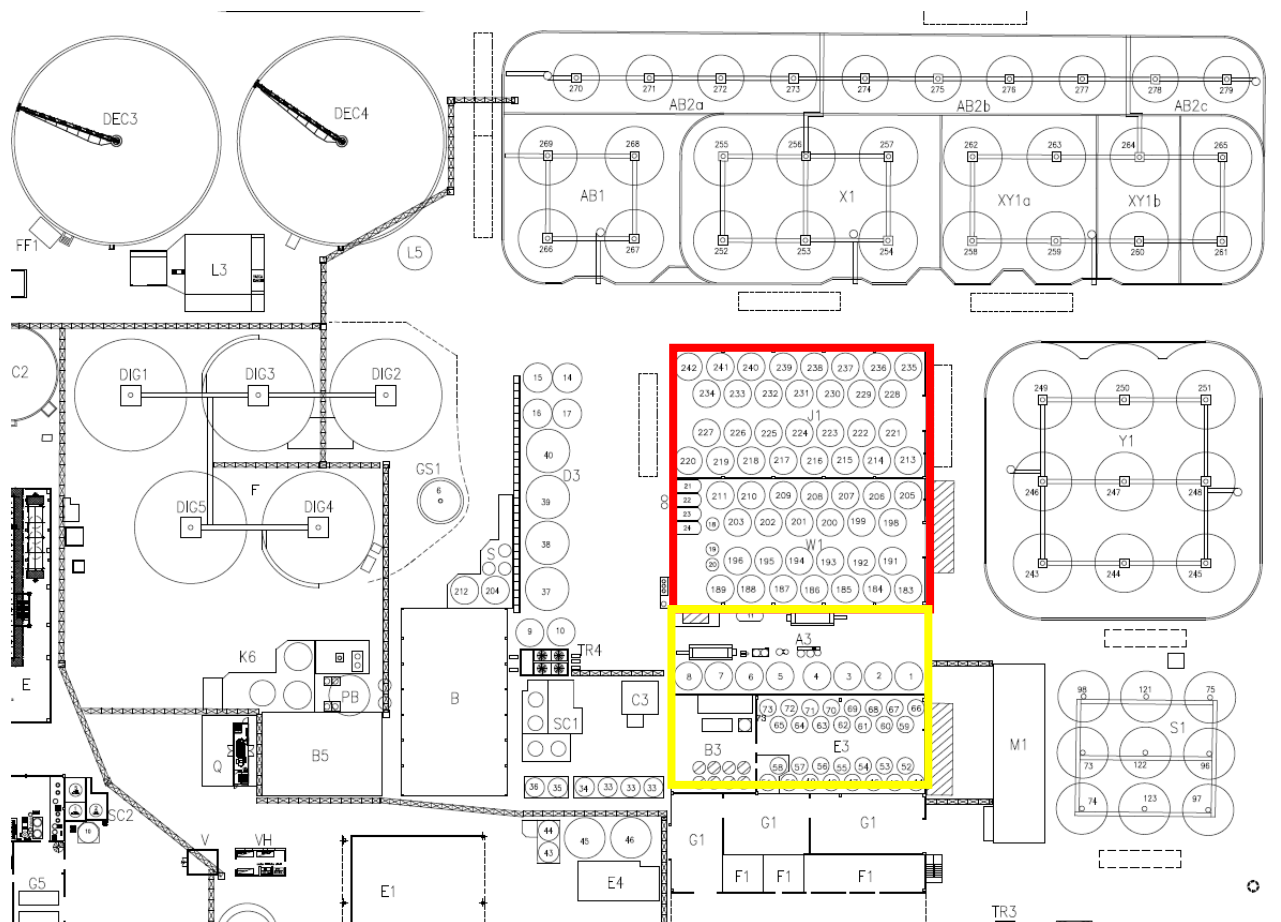 DEC3
DEC4
270 271 272 273 274 275 276 277 278 279
AB2a AB2b AB2c
269 268 255 256 257 262 263 264 265
AB1 X1 XY1a XY1b
266 267 252 253 254 258 259 260 261
FF1
L3
L5
C2
DIG1 DIG3 DIG2
DIG5 DIG4
F
GS1
6
15 14
16 17
40
D3
39
38
37
S
212 204
9 10
TR4
242 241 240 239 238 237 236 235
234 233 232 231 230 229 228
J1
227 226 225 224 223 222 221
220 219 218 217 216 215 214 213
21
22
23
24
211 210 209 208 207 206 205
18 203 202 201 200 199 198
W1
19
20
196 195 194 193 192 191
189 188 187 186 185 184 183
11
A3
8 7 6 5 4 3 2 1
73 72 71 70 69 68 67 66
73 65 64 63 62 61 60 59
B3 E3
58 57 56 55 54 53 52
249 250 251
Y1
246 247 248
243 244 245
K6
PB
E
B
B5
Q
SC1
C3
36 35 34 33 33 33
M1
98 121 75
S1
73 122 96
74 123 97
SC2
V
VH
G5
E1
44
43
45 46
E4
G1 G1 G1
F1 F1 F1
TR3